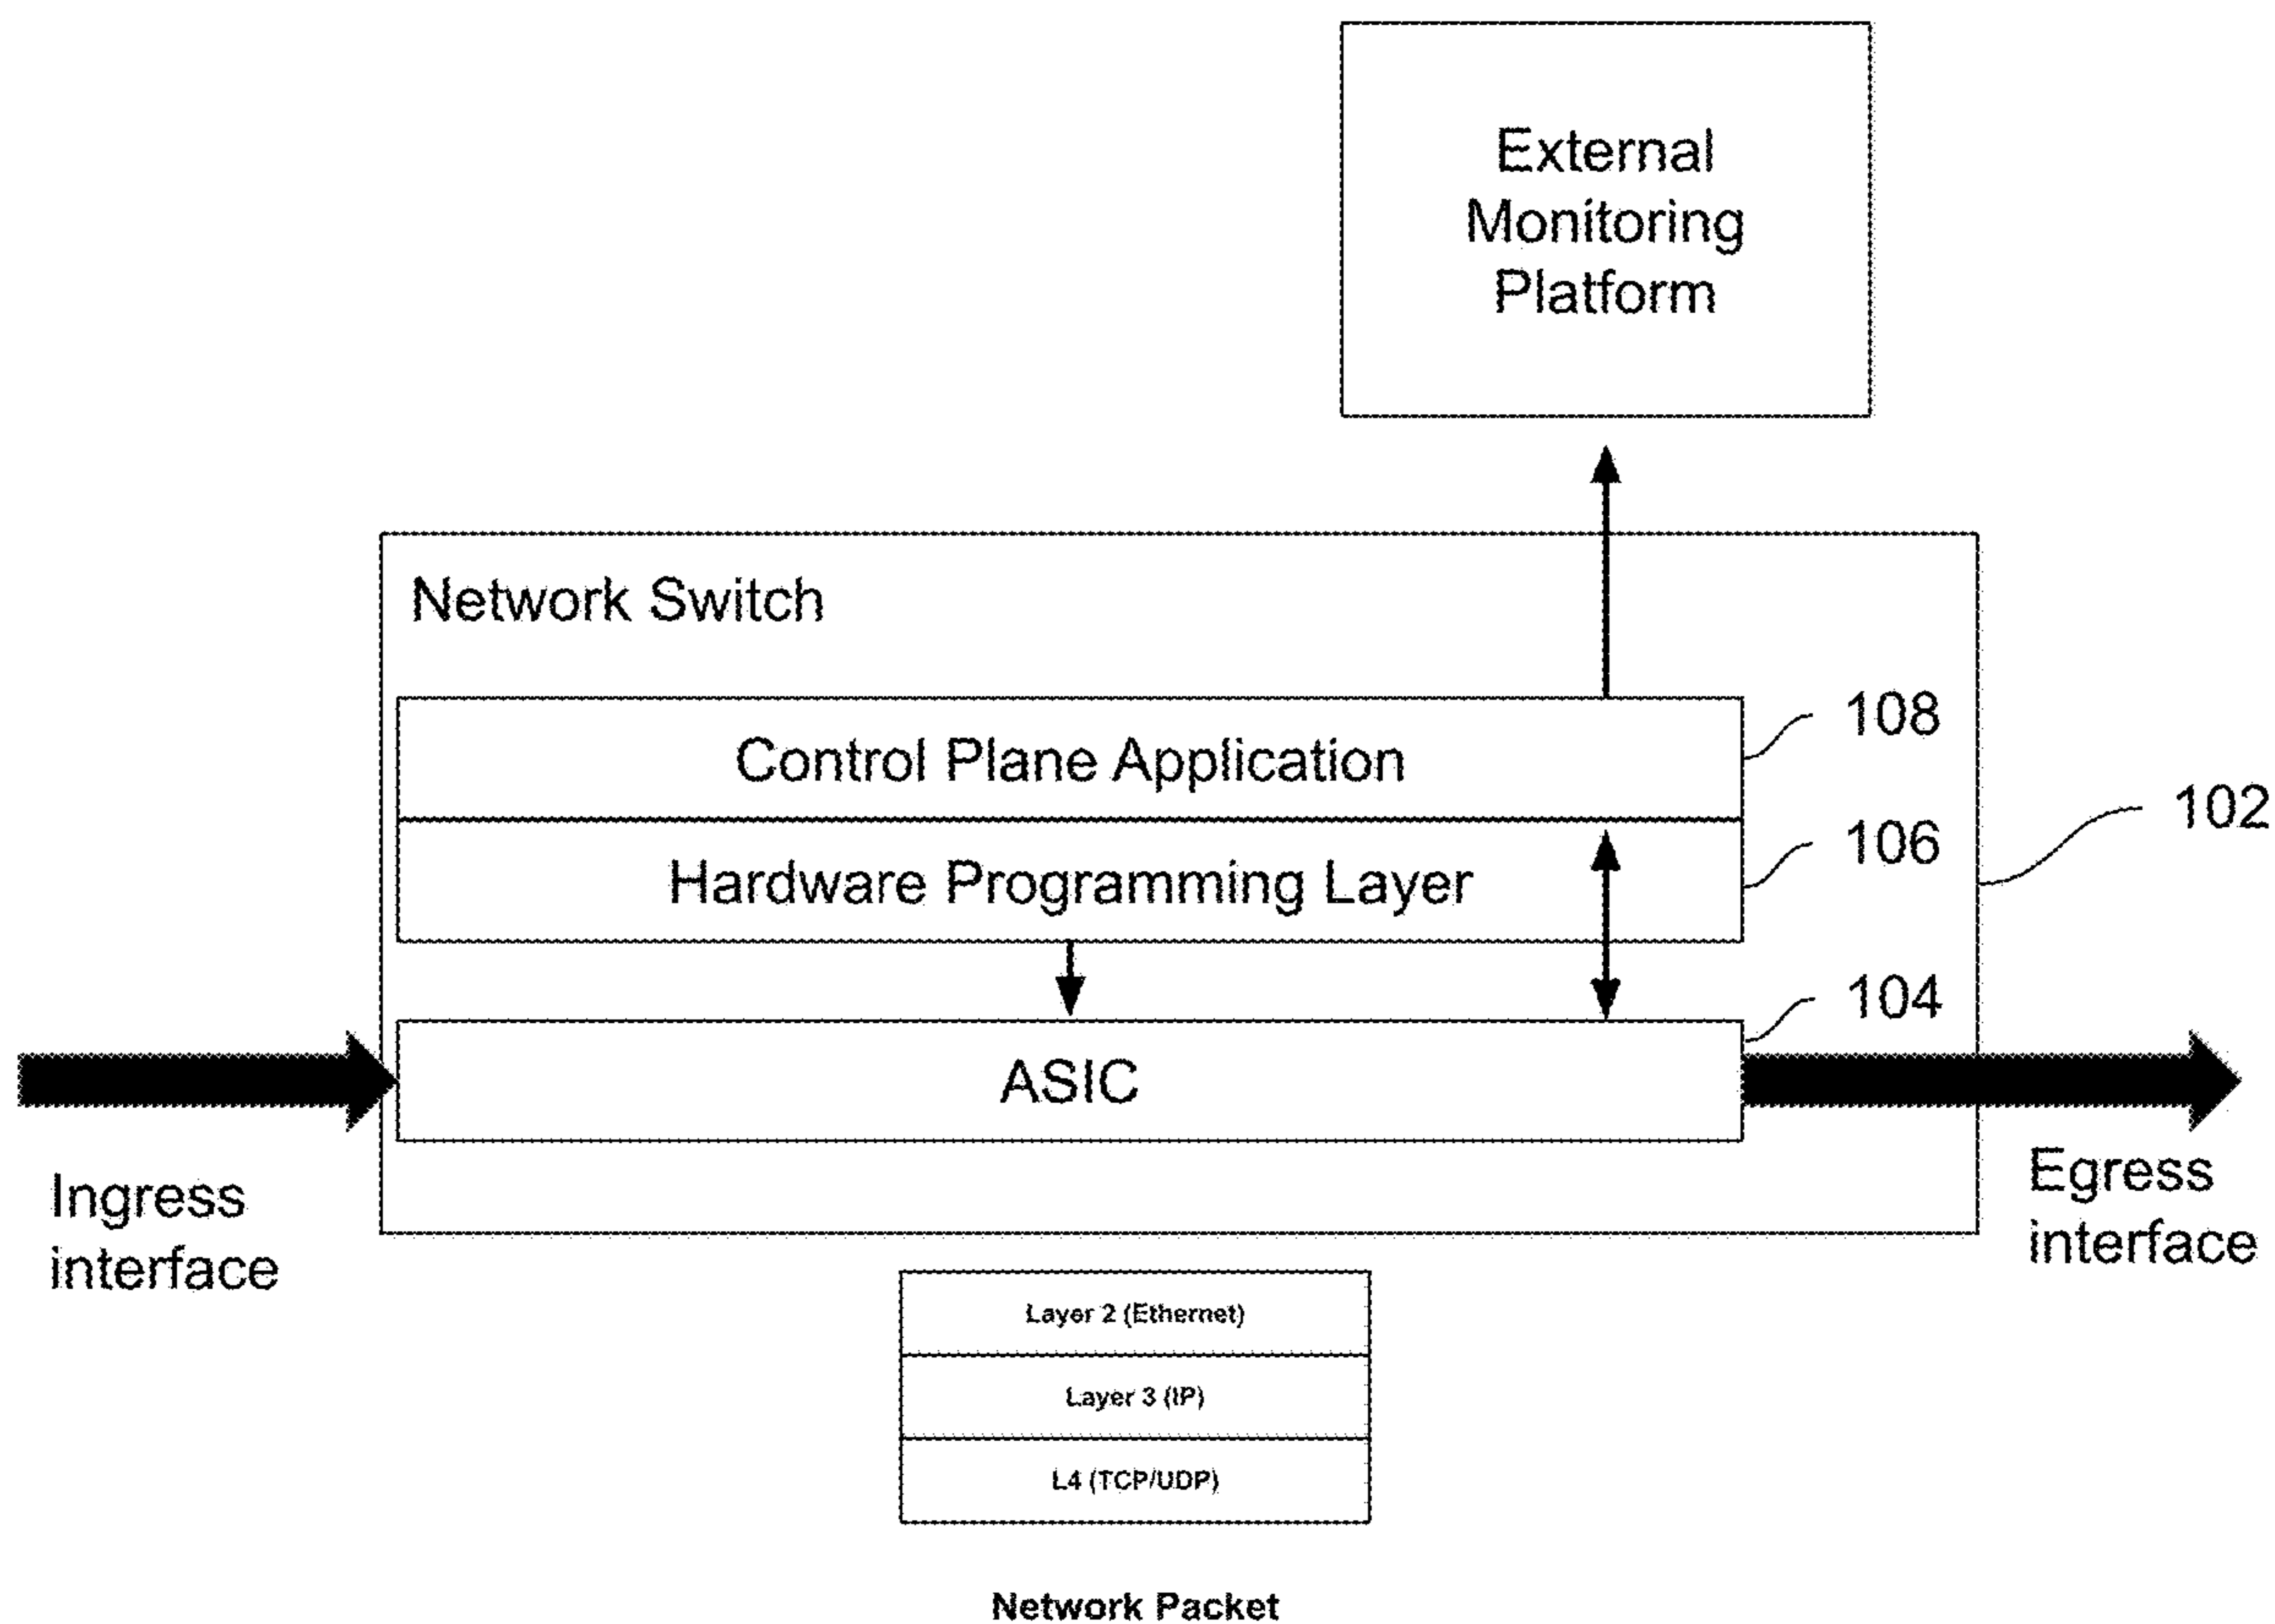 External
Monitoring
Platform
Network Switch
Control Plane Application
108
102
Hardware Programming Layer
106
104
ASIC
Ingress
interface
Egress
interface
Layer 2 (Ethernet)
Layer 3 (IP)
L4 (TCP/UDP)
Network Packet